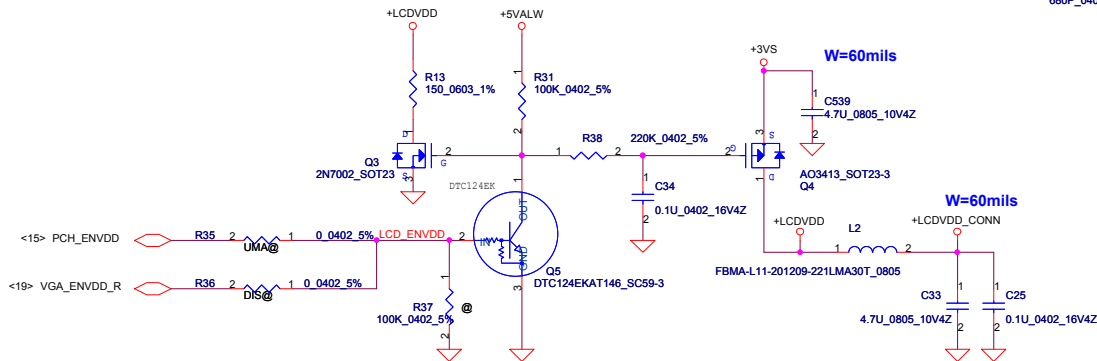 680P_040
+LCDVDD
+5VALW
+3VS
W=60mils
R13
150_0603_1%
R31
100K_0402_5%
C539
4.7U_0805_10V4Z
R38
220K_0402_5%
Q3
2N7002_SOT23
D
S
G
DTC124EK
C34
0.1U_0402_16V4Z
S
G
D
AO3413_SOT23-3
Q4
W=60mils
+LCDVDD
L2
+LCDVDD_CONN
FBMA-L11-201209-221LMA30T_0805
<15> PCH_ENVDD
R35
UMA@
0_0402_5%
LCD_ENVDD
IN
OUT
GND
Q5
DTC124EKAT146_SC59-3
<19> VGA_ENVDD_R
R36
DIS@
0_0402_5%
R37
@
100K_0402_5%
C33
4.7U_0805_10V4Z
C25
0.1U_0402_16V4Z